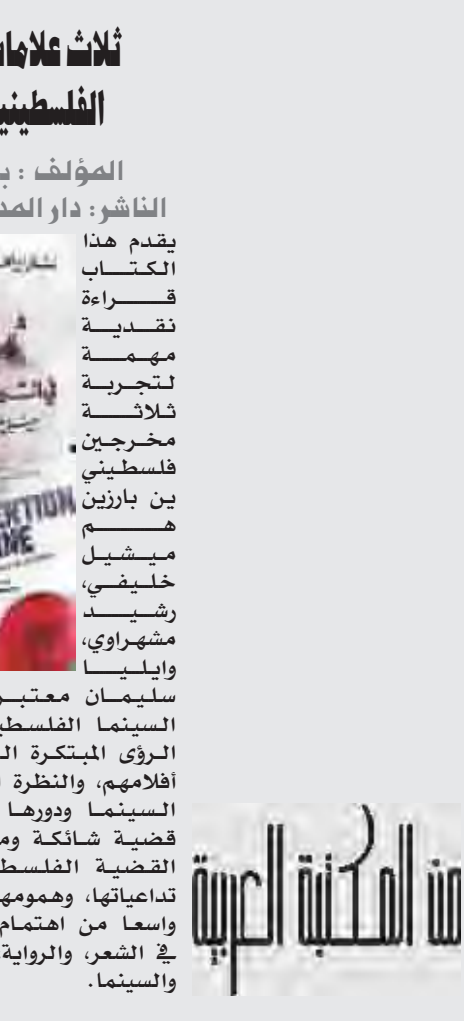 ثلاث علامات
الفلسطيني
المؤلف : ب
الناشر: دار المد
يقدم هذا
الكتاب
قراءة
نقدية
مهمة
لتجربة
ثلاثة
مخرجين
فلسطيني
ين بارزين
هم
ميشيل
خليفي،
رشيد
مشهراوي،
وايليا
سليمان معتبر
السينما الفلسطي
الرؤى المبتكرة ال
أفلامهم، والنظرة ا
السينما ودورها
قضية شائكة وم
القضية الفلسط
تداعياتها، وهمومه
واسعا من اهتمام
في الشعر، والرواية
والسينما.
من المكتبة العربية